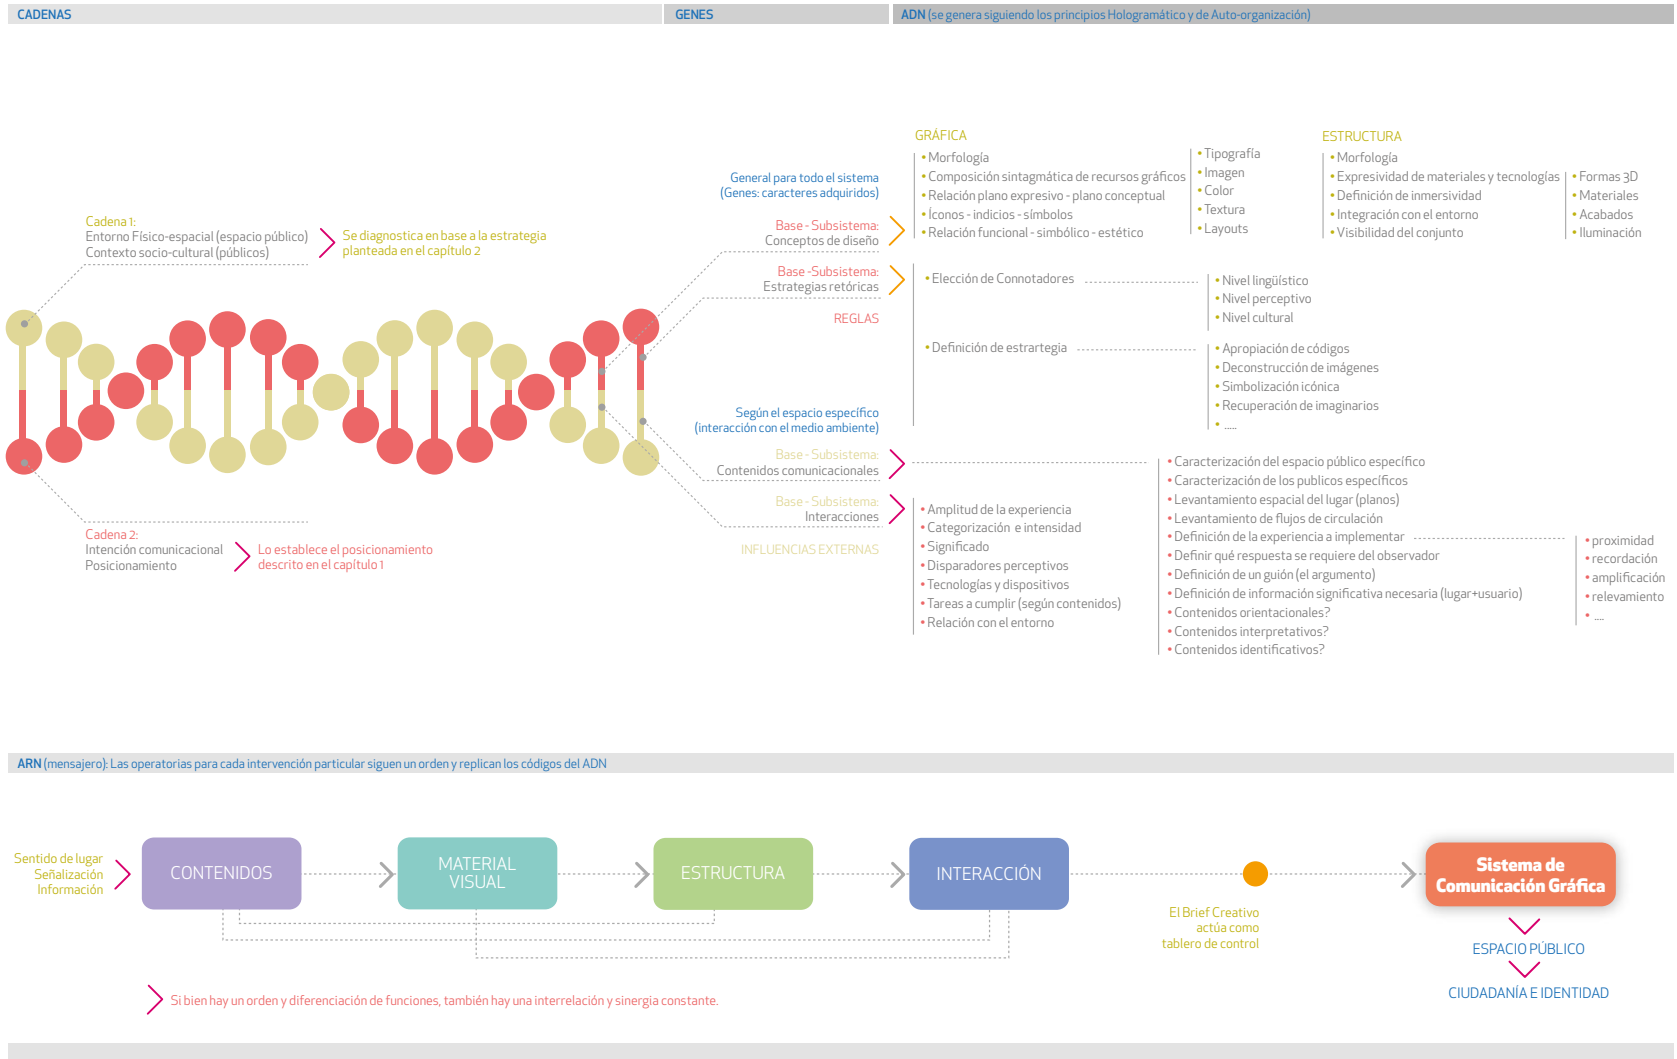 CADENAS
GENES
ADN (se genera siguiendo los principios Hologramático y de Auto-organización)
Cadena 1:
Entorno Físico-espacial (espacio público)
Contexto socio-cultural (públicos)
Se diagnostica en base a la estrategia
planteada en el capítulo 2
Cadena 2:
Intención comunicacional
Posicionamiento
Lo establece el posicionamiento
descrito en el capítulo 1
General para todo el sistema
(Genes: caracteres adquiridos)
Base - Subsistema:
Conceptos de diseño
Base -Subsistema:
Estrategias retóricas
REGLAS
Según el espacio específico
(interacción con el medio ambiente)
Base - Subsistema:
Contenidos comunicacionales
Base - Subsistema:
Interacciones
INFLUENCIAS EXTERNAS
GRÁFICA
• Morfología
• Composición sintagmática de recursos gráficos
• Relación plano expresivo - plano conceptual
• Íconos - indicios - símbolos
• Relación funcional - simbólico - estético
• Tipografía
• Imagen
• Color
• Textura
• Layouts
ESTRUCTURA
• Morfología
• Expresividad de materiales y tecnologías
• Definición de inmersividad
• Integración con el entorno
• Visibilidad del conjunto
• Formas 3D
• Materiales
• Acabados
• Iluminación
• Elección de Connotadores
• Nivel lingüístico
• Nivel perceptivo
• Nivel cultural
• Definición de estrartegia
• Apropiación de códigos
• Deconstrucción de imágenes
• Simbolización icónica
• Recuperación de imaginarios
• .....
• Caracterización del espacio público específico
• Caracterización de los publicos específicos
• Levantamiento espacial del lugar (planos)
• Levantamiento de flujos de circulación
• Definición de la experiencia a implementar
• Definir qué respuesta se requiere del observador
• Definición de un guión (el argumento)
• Definición de información significativa necesaria (lugar+usuario)
• Contenidos orientacionales?
• Contenidos interpretativos?
• Contenidos identificativos?
• proximidad
• recordación
• amplificación
• relevamiento
• ....
• Amplitud de la experiencia
• Categorización e intensidad
• Significado
• Disparadores perceptivos
• Tecnologías y dispositivos
• Tareas a cumplir (según contenidos)
• Relación con el entorno
ARN (mensajero): Las operatorias para cada intervención particular siguen un orden y replican los códigos del ADN
Sentido de lugar
Señalización
Información
CONTENIDOS
MATERIAL
VISUAL
ESTRUCTURA
INTERACCIÓN
El Brief Creativo
actúa como
tablero de control
Sistema de
Comunicación Gráfica
ESPACIO PÚBLICO
CIUDADANÍA E IDENTIDAD
Si bien hay un orden y diferenciación de funciones, también hay una interrelación y sinergia constante.